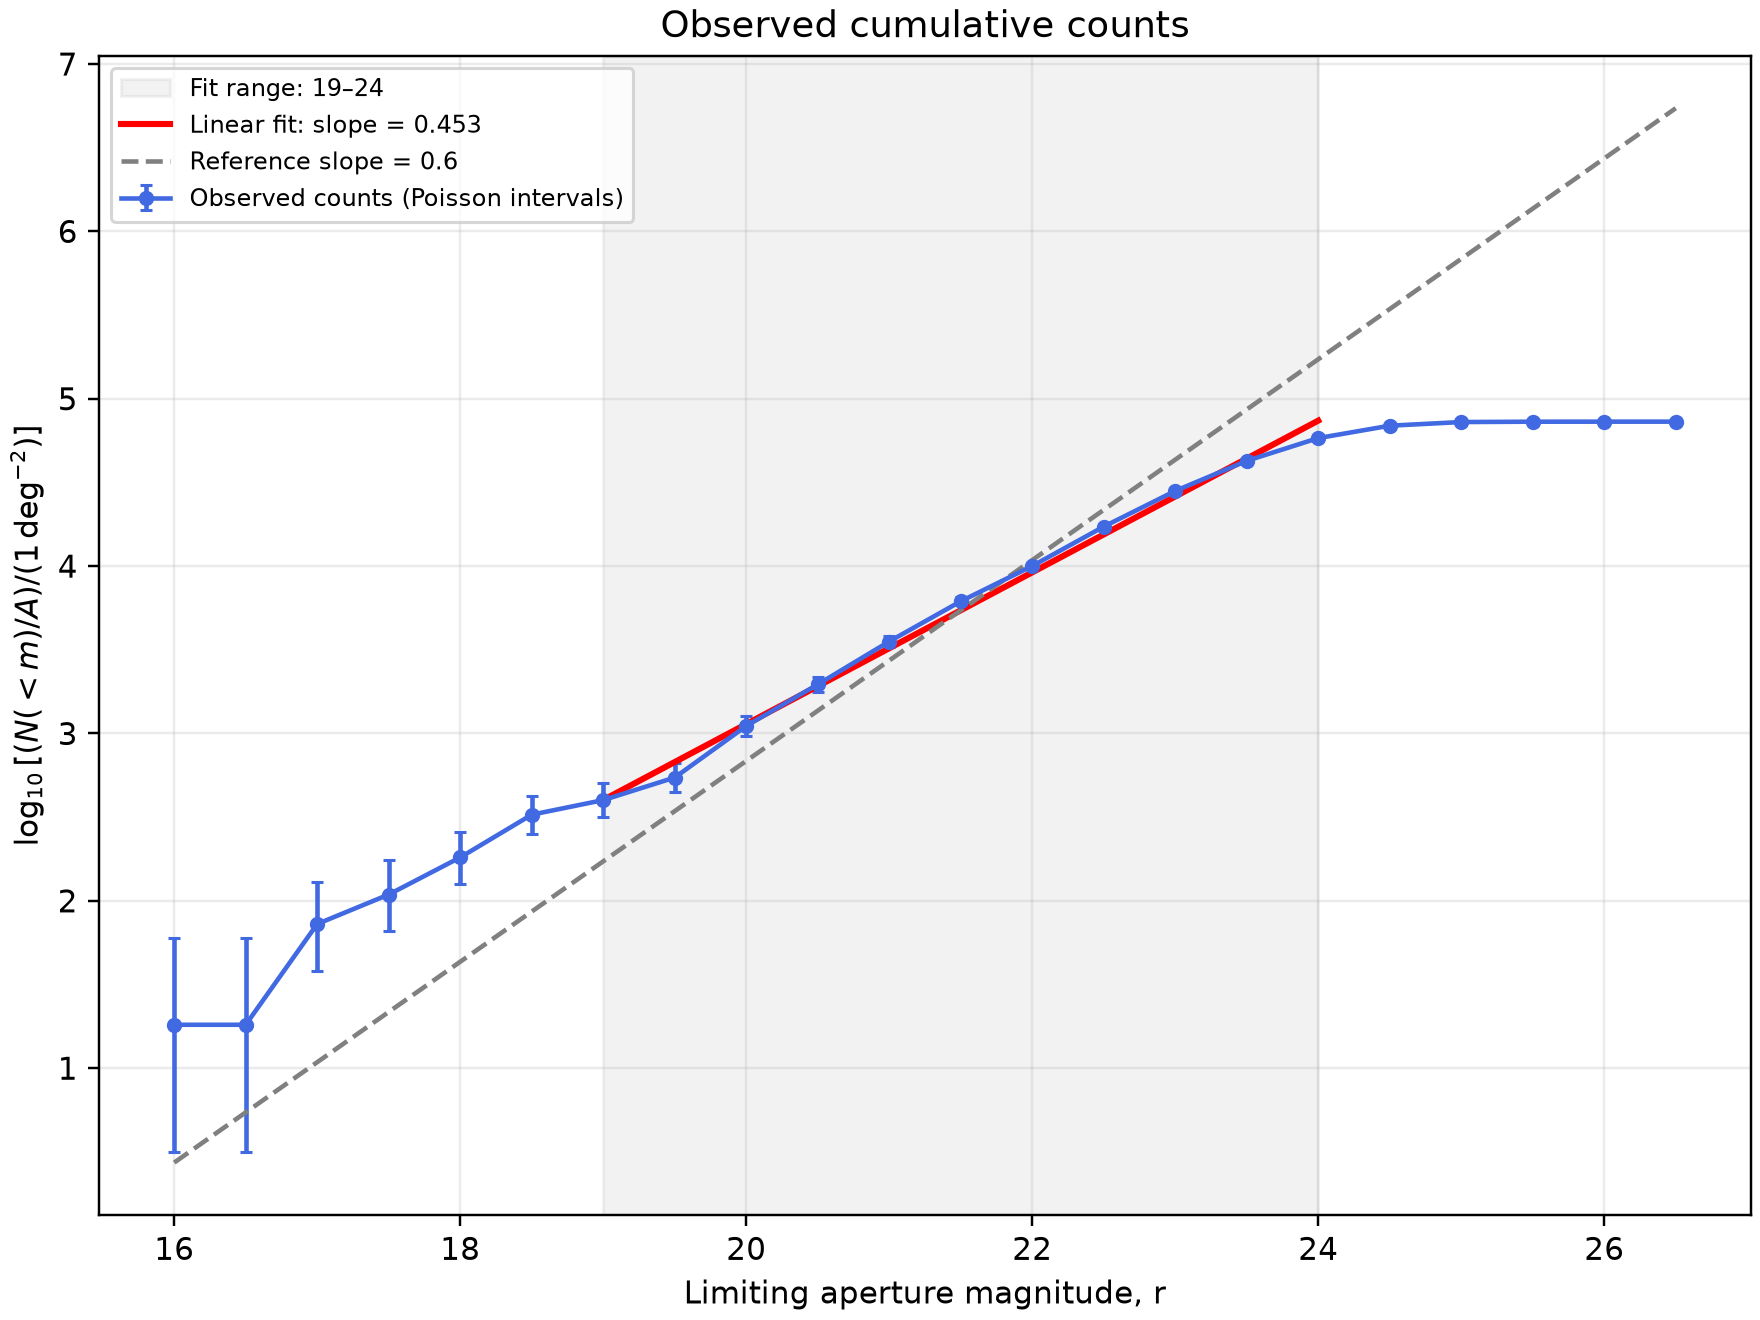 Observed cumulative counts
7
6
5
4
3
2
1
Fit range: 19–24
Linear fit: slope = 0.453
Reference slope = 0.6
Observed counts (Poisson intervals)
log₁₀ [(N(< m)/A)/(1 deg⁻²)]
16 18 20 22 24 26
Limiting aperture magnitude, r